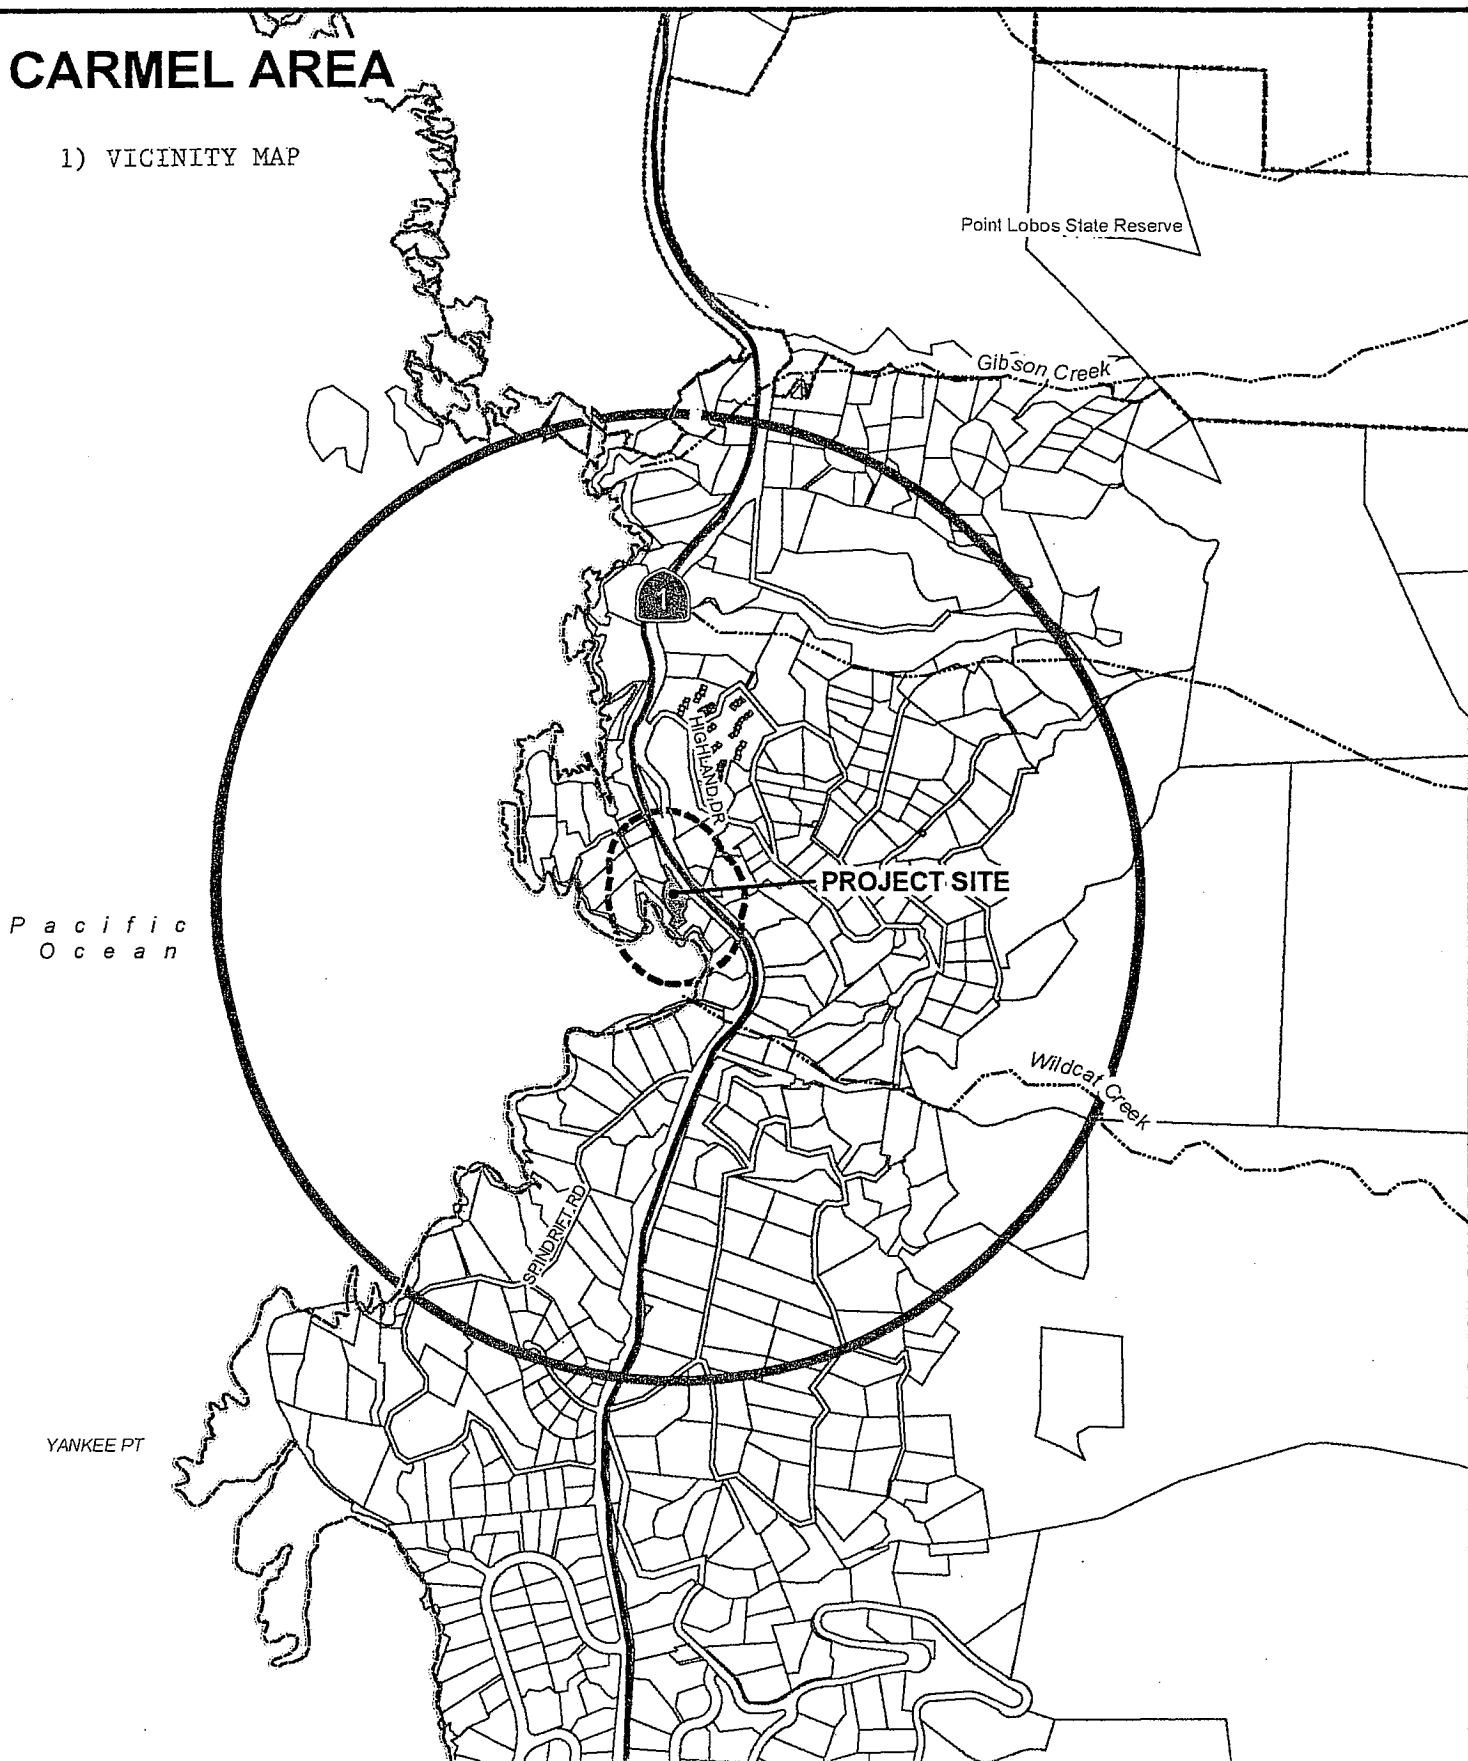 CARMEL AREA
1) VICINITY MAP
Point Lobos State Reserve
Gibson Creek
1
HIGHLAND DR
PROJECT SITE
Pacific
Ocean
Wildcat Creek
SPINDRIFT RD
YANKEE PT